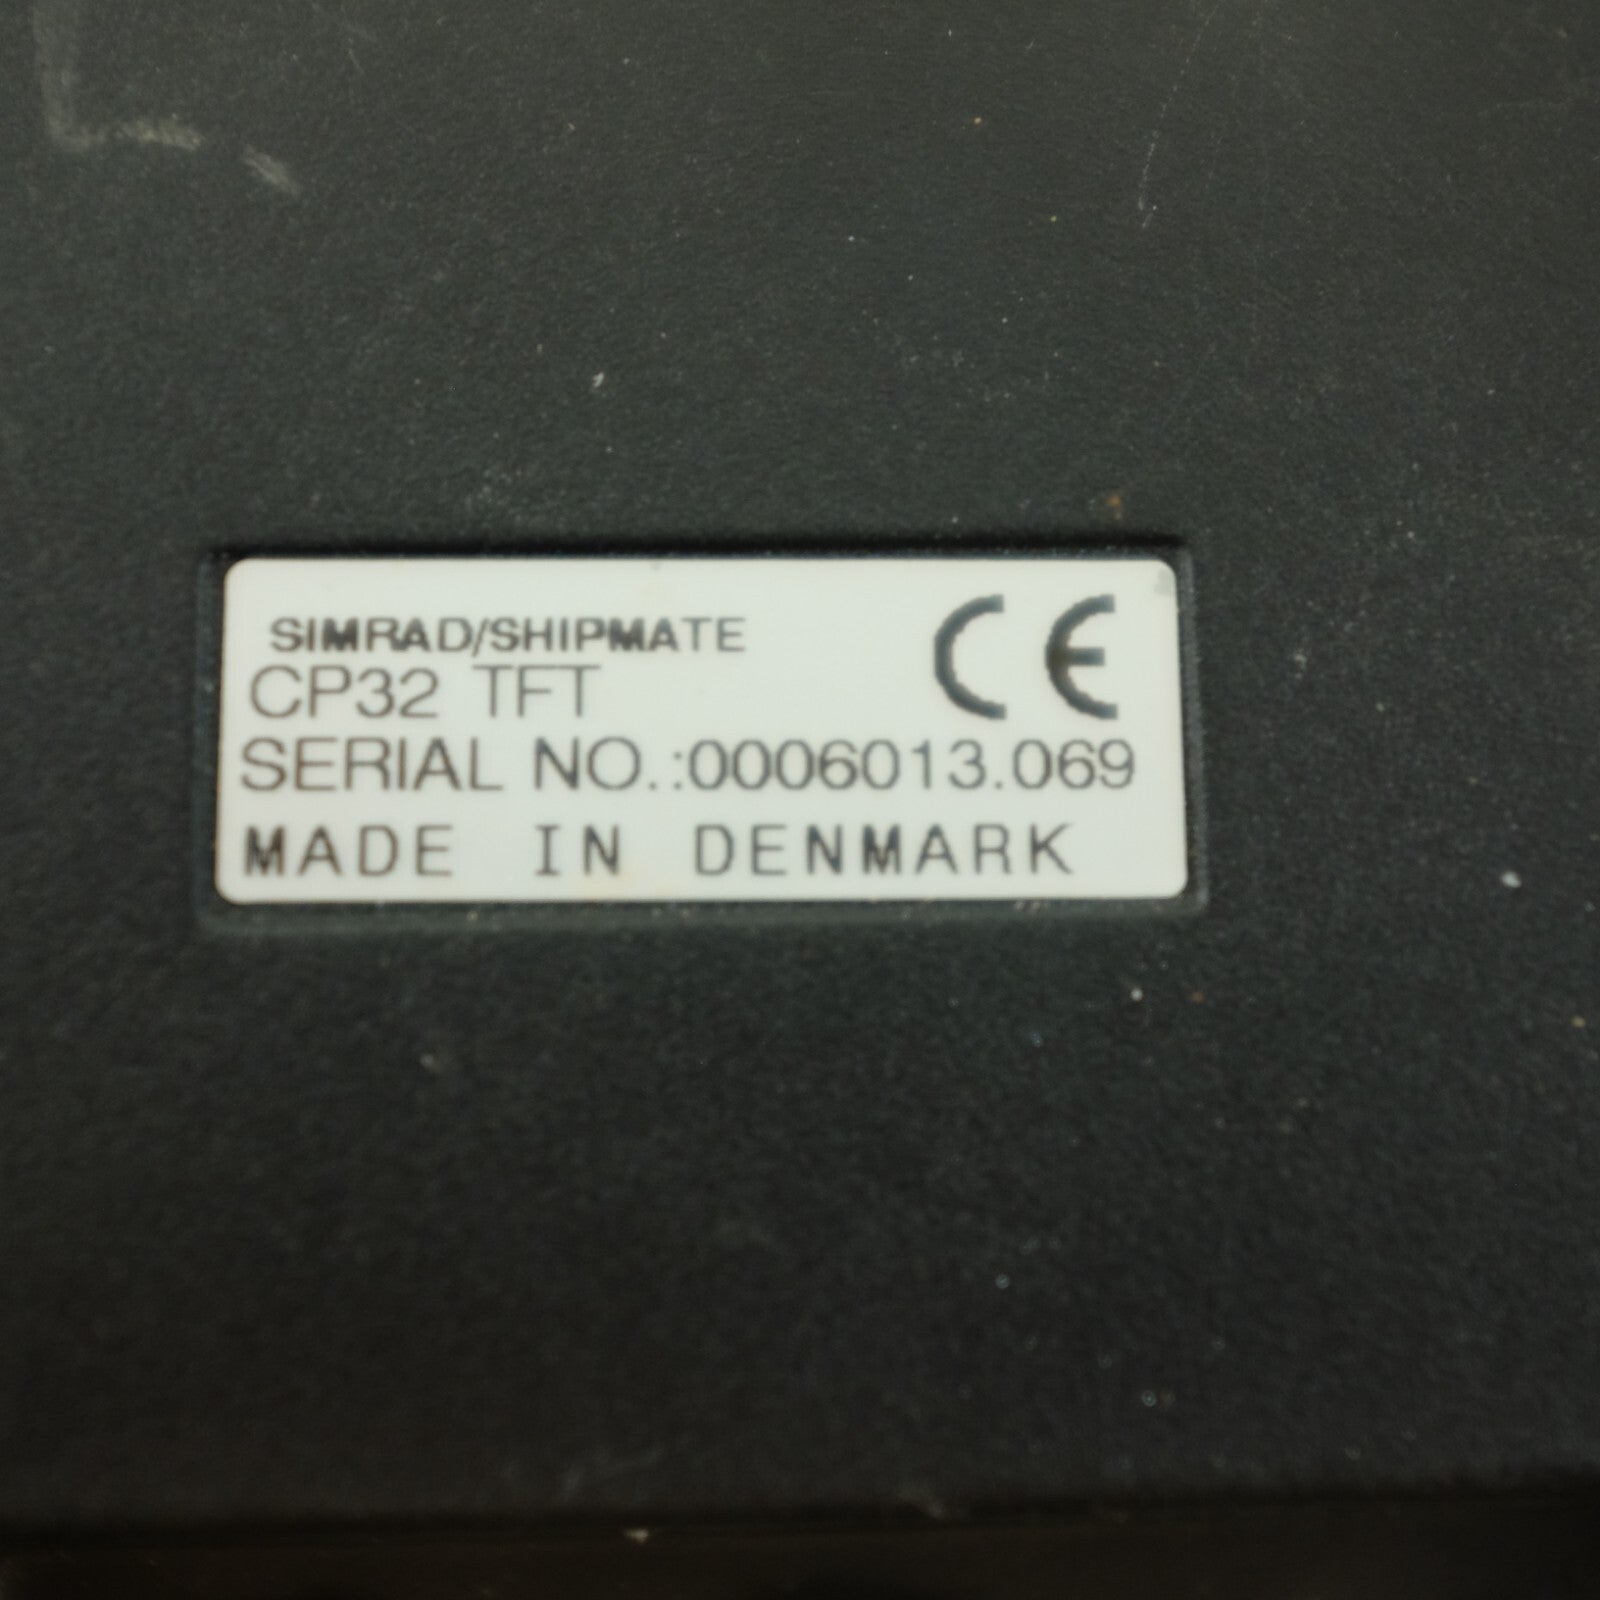 SIMRAD/SHIPMATE
CP32 TFT
CE
SERIAL NO.:0006013.069
MADE IN DENMARK